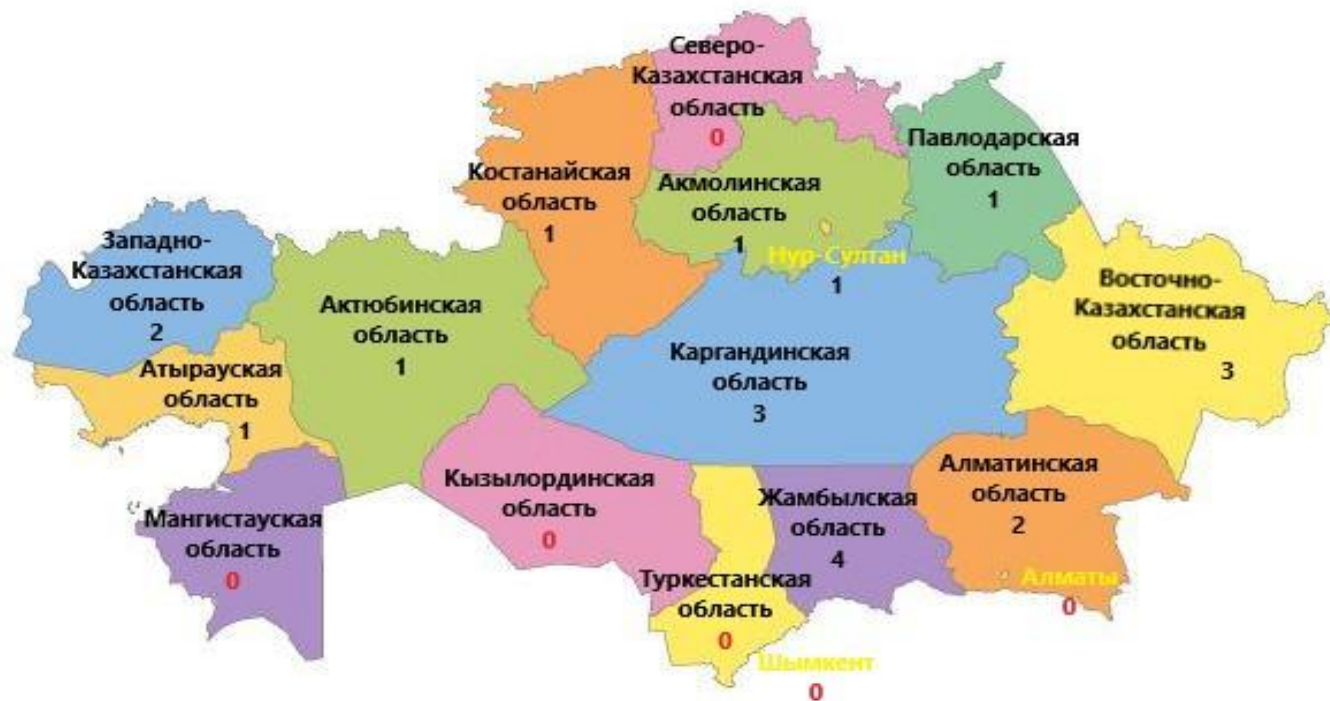 Северо-
Казахстанская
область
0
Павлодарская
область
1
Костанайская
область
1
Акмолинская
область
1
Нур-Султан
1
Западно-
Казахстанская
область
2
Актюбинская
область
1
Восточно-
Казахстанская
область
3
Каргандинская
область
3
Атырауская
область
1
Мангистауская
область
0
Кызылординская
область
0
Жамбылская
область
4
Алматинская
область
2
Алматы
0
Туркестанская
область
0
Шымкент
0